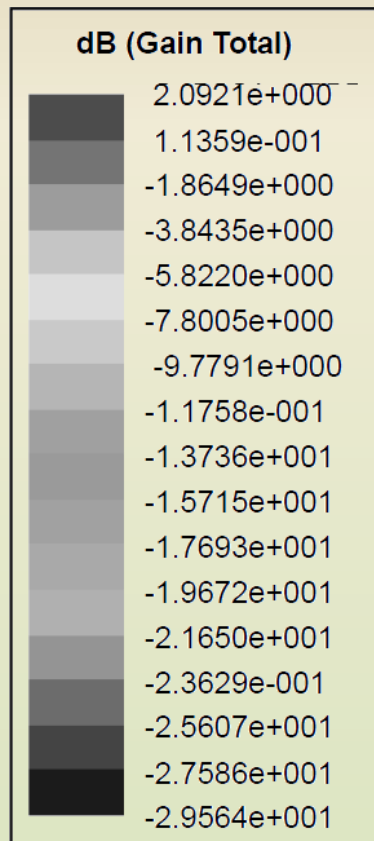 dB (Gain Total)
2.0921e+000
1.1359e-001
-1.8649e+000
-3.8435e+000
-5.8220e+000
-7.8005e+000
-9.7791e+000
-1.1758e-001
-1.3736e+001
-1.5715e+001
-1.7693e+001
-1.9672e+001
-2.1650e+001
-2.3629e-001
-2.5607e+001
-2.7586e+001
-2.9564e+001